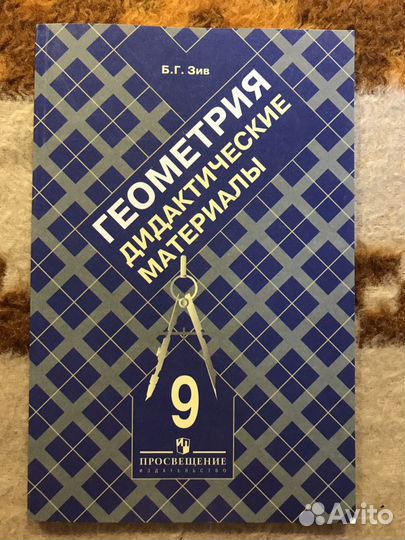 Б.Г. Зив
ГЕОМЕТРИЯ
ДИДАКТИЧЕСКИЕ
МАТЕРИАЛЫ
9
ПРОСВЕЩЕНИЕ
ИЗДАТЕЛЬСТВО
Avito